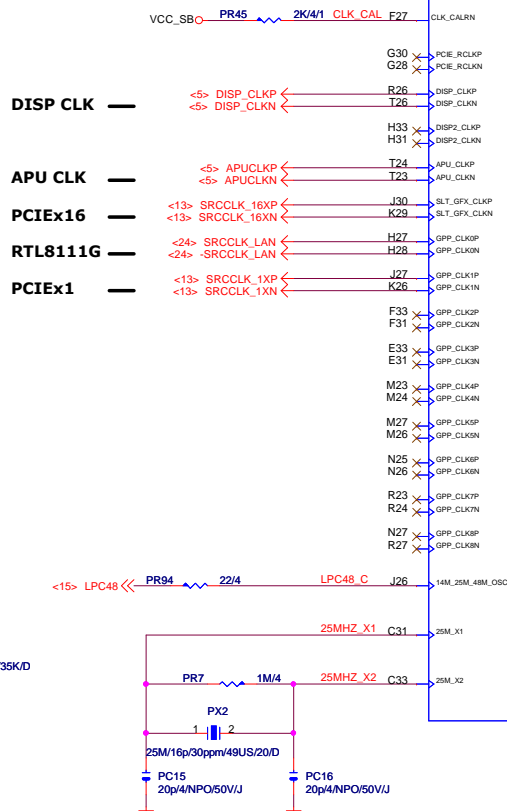 VCC_SB PR45 2K/4/1 CLK_CAL F27 CLK_CALRN
G30 PCIE_RCLKP
G28 PCIE_RCLKN
R26 DISP_CLKP
<5> DISP_CLKP
DISP CLK <5> DISP_CLKN T26 DISP_CLKN
H33 DISP2_CLKP
H31 DISP2_CLKN
<5> APUCLKP T24 APU_CLKP
APU CLK <5> APUCLKN T23 APU_CLKN
<13> SRCCLK_16XP J30 SLT_GFX_CLKP
PCIEx16 <13> SRCCLK_16XN K29 SLT_GFX_CLKN
<24> SRCCLK_LAN H27 GPP_CLK0P
RTL8111G <24> -SRCCLK_LAN H28 GPP_CLK0N
<13> SRCCLK_1XP J27 GPP_CLK1P
PCIEx1 <13> SRCCLK_1XN K26 GPP_CLK1N
F33 GPP_CLK2P
F31 GPP_CLK2N
E33 GPP_CLK3P
E31 GPP_CLK3N
M23 GPP_CLK4P
M24 GPP_CLK4N
M27 GPP_CLK5P
M26 GPP_CLK5N
N25 GPP_CLK6P
N26 GPP_CLK6N
R23 GPP_CLK7P
R24 GPP_CLK7N
N27 GPP_CLK8P
R27 GPP_CLK8N
<15> LPC48 PR94 22/4 LPC48_C J26 14M_25M_48M_OSC
25MHZ_X1 C31 25M_X1
/35K/D
PR7 1M/4 25MHZ_X2 C33 25M_X2
PX2
1 2
25M/16p/30ppm/49US/20/D
PC15 PC16
20p/4/NPO/50V/J 20p/4/NPO/50V/J